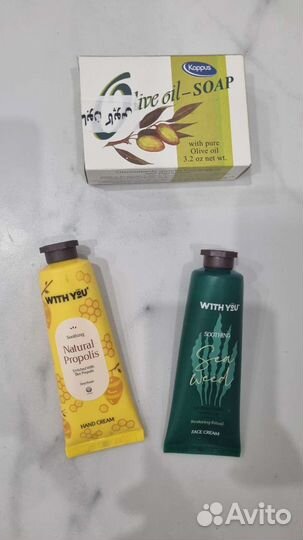 Kappus
Olive oil-SOAP
with pure
Olive oil
3.2 oz net wt.
WITH YOU
Soothing
Natural
Propolis
HAND CREAM
WITH YOU
SOOTHING
Sea
Weed
FACE CREAM
Avito